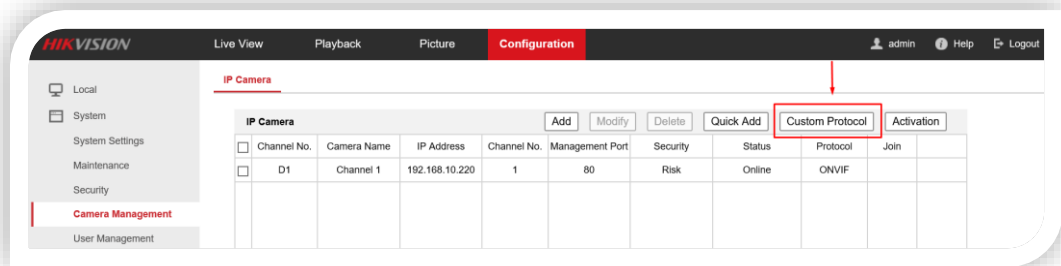 HIKVISION Live View Playback Picture Configuration admin Help Logout
Local
System
System Settings
Maintenance
Security
Camera Management
User Management
IP Camera
IP Camera Add Modify Delete Quick Add Custom Protocol Activation
Channel No. Camera Name IP Address Channel No. Management Port Security Status Protocol Join
D1 Channel 1 192.168.10.220 1 80 Risk Online ONVIF